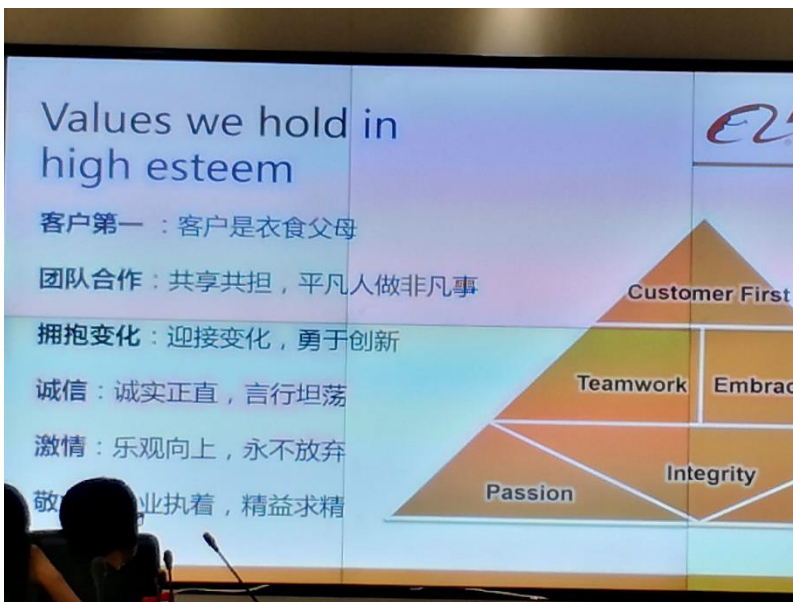 Values we hold in
high esteem
客户第一 ：客户是衣食父母
团队合作：共享共担，平凡人做非凡事
拥抱变化：迎接变化，勇于创新
诚信：诚实正直，言行坦荡
激情：乐观向上，永不放弃
敬 业执着，精益求精
Customer First
Teamwork
Embrac
Integrity
Passion